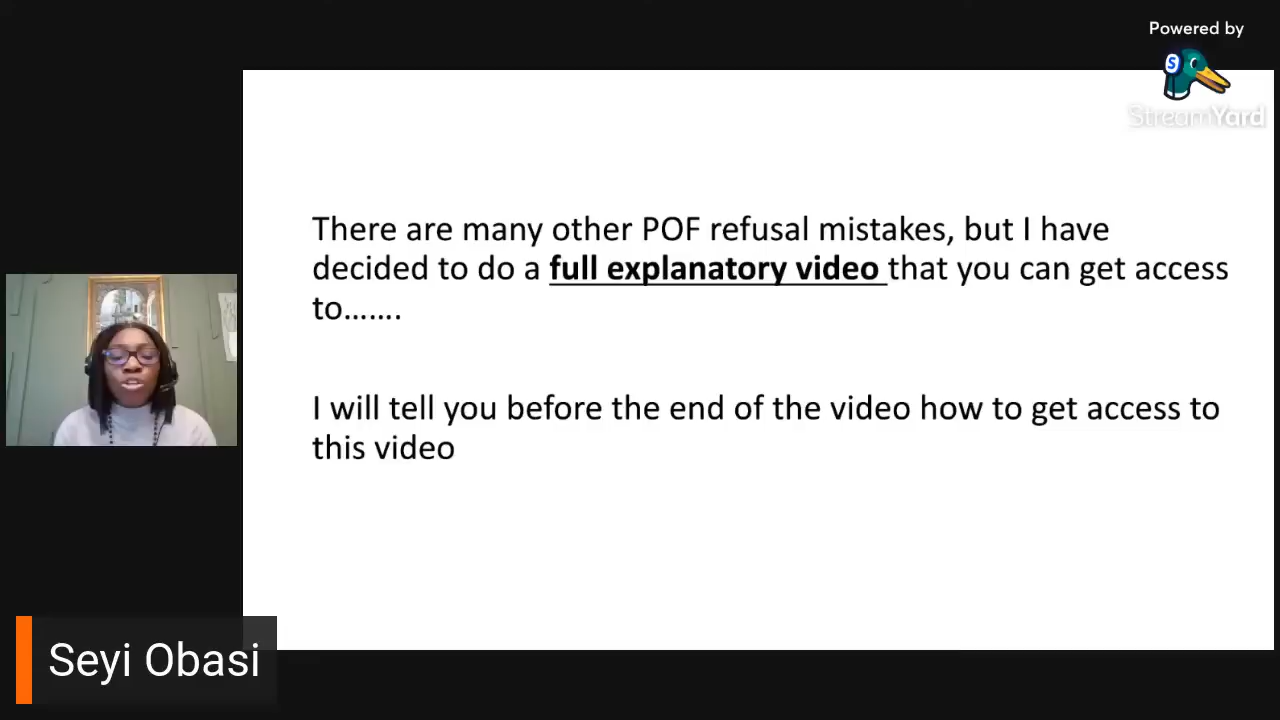 Powered by
StreamYard
There are many other POF refusal mistakes, but I have
decided to do a full explanatory video that you can get access
to…….
I will tell you before the end of the video how to get access to
this video
Seyi Obasi